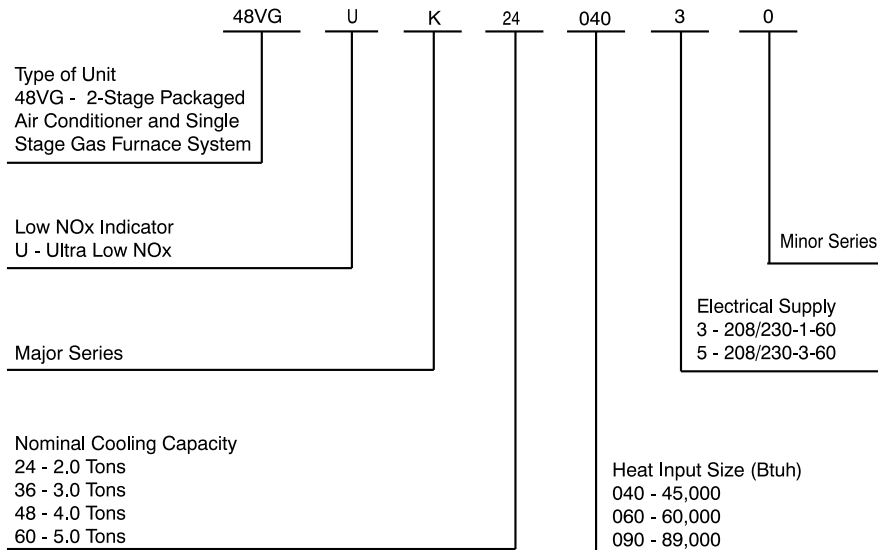 48VG U K 24 040 3 0
Type of Unit
48VG - 2-Stage Packaged
Air Conditioner and Single
Stage Gas Furnace System
Low NOx Indicator
U - Ultra Low NOx
Minor Series
Electrical Supply
3 - 208/230-1-60
5 - 208/230-3-60
Major Series
Nominal Cooling Capacity
24 - 2.0 Tons
36 - 3.0 Tons
48 - 4.0 Tons
60 - 5.0 Tons
Heat Input Size (Btuh)
040 - 45,000
060 - 60,000
090 - 89,000